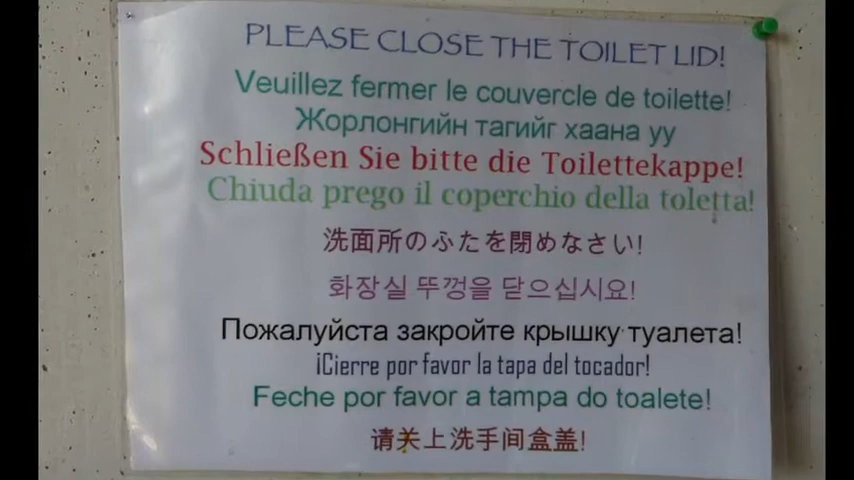 PLEASE CLOSE THE TOILET LID!
Veuillez fermer le couvercle de toilette!
Жорлонгийн тагийг хаана уу
Schließen Sie bitte die Toilettekappe!
Chiuda prego il coperchio della toletta!
洗面所のふたを閉めなさい!
화장실 뚜껑을 닫으십시요!
Пожалуйста закройте крышку туалета!
¡Cierre por favor la tapa del tocador!
Feche por favor a tampa do toalete!
请关上洗手间盒盖!